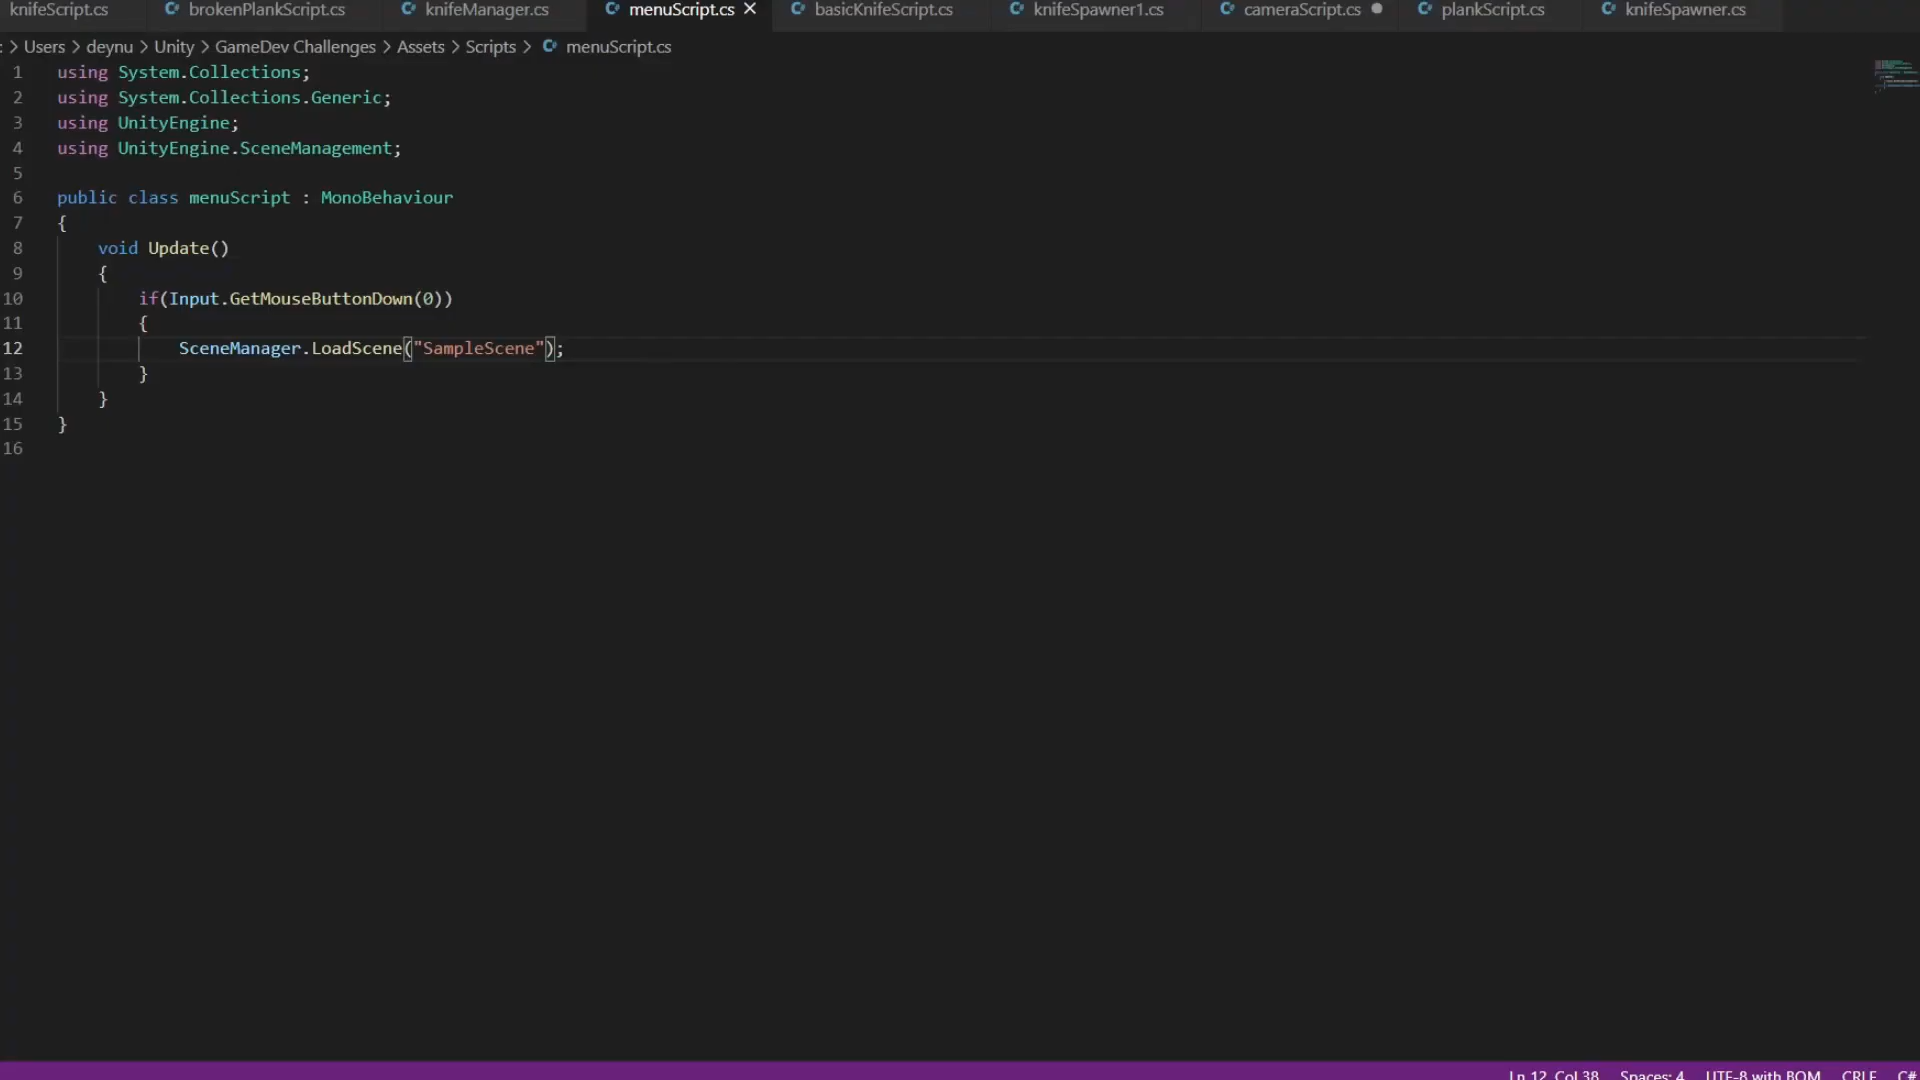 knifeScript.cs brokenPlankScript.cs knifeManager.cs menuScript.cs basicKnifeScript.cs knifeSpawner1.cs cameraScript.cs plankScript.cs knifeSpawner.cs
: > Users > deynu > Unity > GameDev Challenges > Assets > Scripts > menuScript.cs
1 using System.Collections;
2 using System.Collections.Generic;
3 using UnityEngine;
4 using UnityEngine.SceneManagement;
5
6 public class menuScript : MonoBehaviour
7 {
8 void Update()
9 {
10 if(Input.GetMouseButtonDown(0))
11 {
12 SceneManager.LoadScene("SampleScene");
13 }
14 }
15 }
16
Ln 12, Col 38 Spaces: 4 UTF-8 with BOM CRLF C#